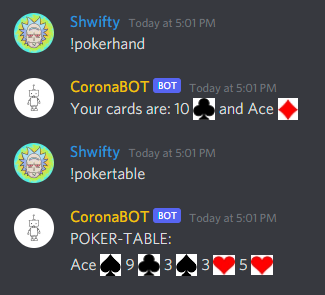 Shwifty Today at 5:01 PM
!pokerhand
CoronaBOT BOT Today at 5:01 PM
Your cards are: 10 ♣ and Ace ♦
Shwifty Today at 5:01 PM
!pokertable
CoronaBOT BOT Today at 5:01 PM
POKER-TABLE:
Ace ♠ 9 ♣ 3 ♠ 3 ♥ 5 ♥